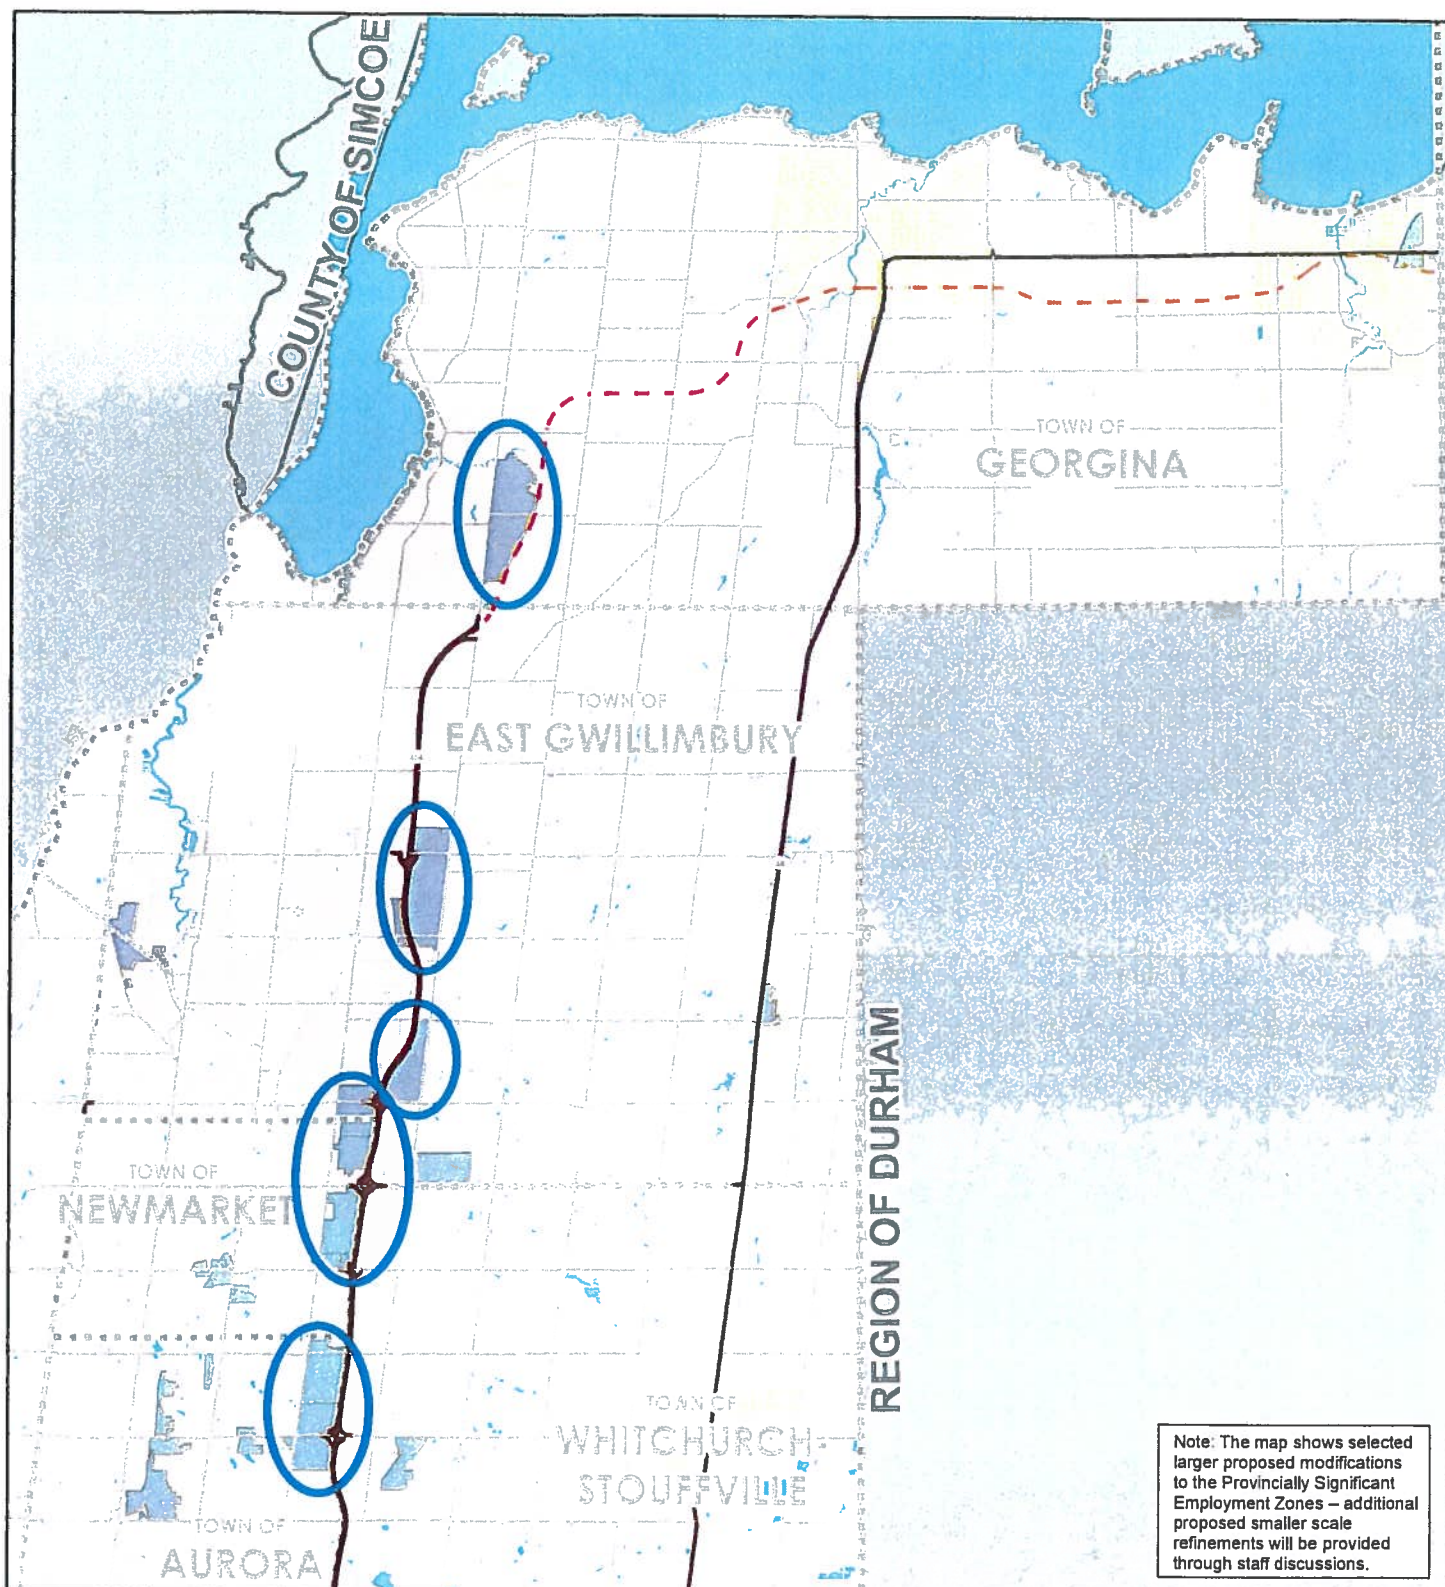 COUNTY OF SIMCOE
TOWN OF
GEORGINA
TOWN OF
EAST GWILLIMBURY
REGION OF DURHAM
TOWN OF
NEWMARKET
TOWN OF
WHITCHURCH
STOUFFVILLE
TOWN OF
AURORA
Note: The map shows selected
larger proposed modifications
to the Provincially Significant
Employment Zones – additional
proposed smaller scale
refinements will be provided
through staff discussions.